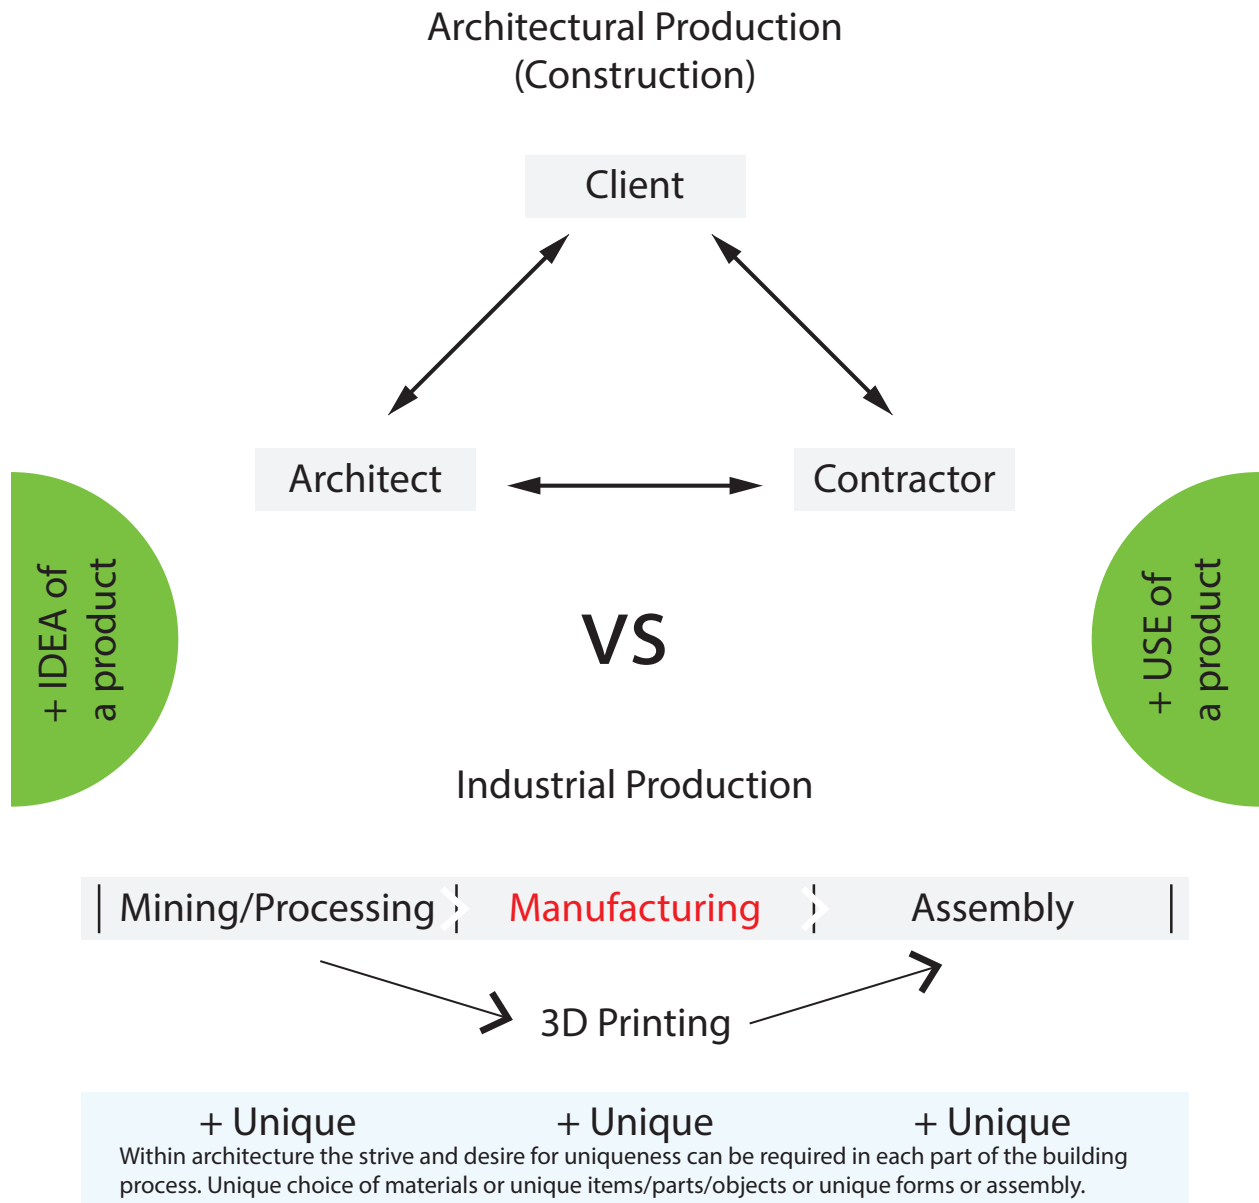 Architectural Production
(Construction)
Client
Architect
Contractor
+ IDEA of
a product
vs
+ USE of
a product
Industrial Production
Mining/Processing
Manufacturing
Assembly
3D Printing
+ Unique
+ Unique
+ Unique
Within architecture the strive and desire for uniqueness can be required in each part of the building
process. Unique choice of materials or unique items/parts/objects or unique forms or assembly.